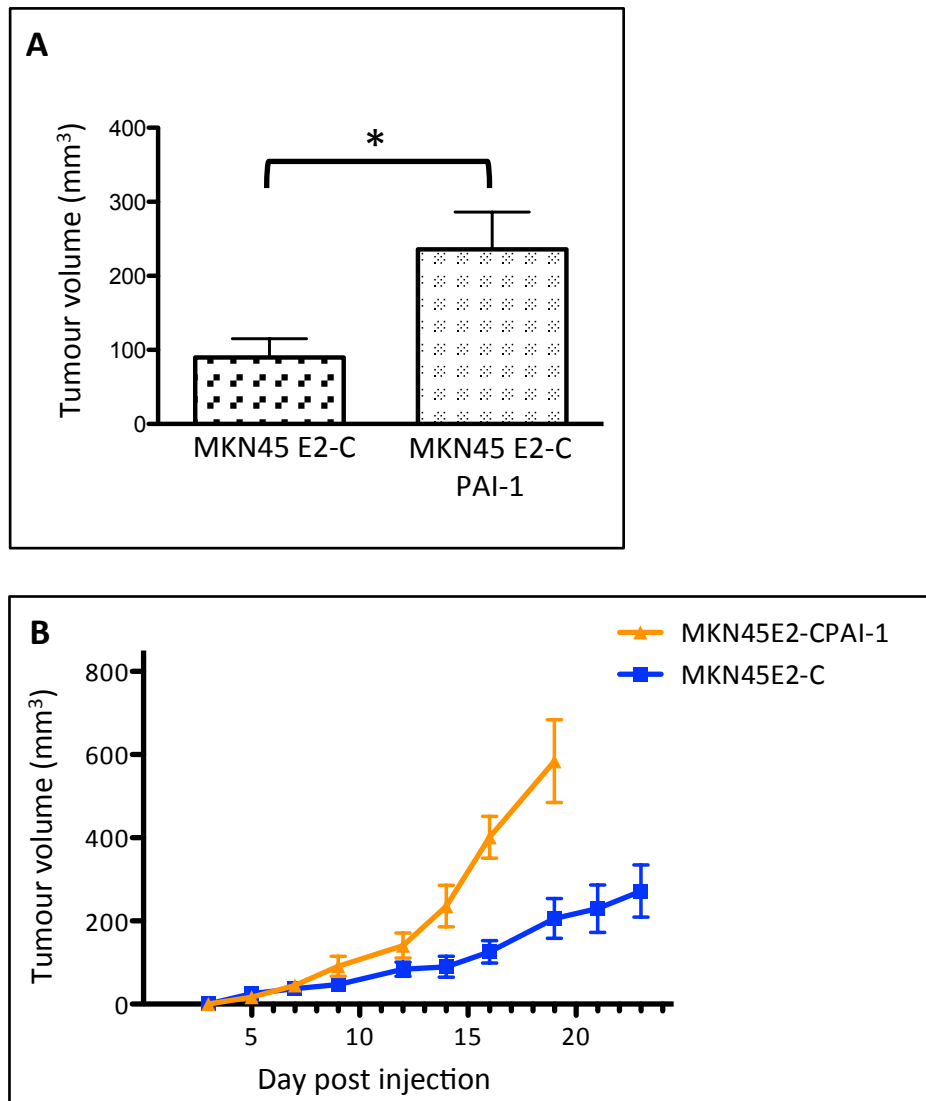 A
Tumour volume (mm³)
400
300
200
100
0
*
MKN45 E2-C
MKN45 E2-C
PAI-1
B
MKN45E2-CPAI-1
MKN45E2-C
Tumour volume (mm³)
800
600
400
200
0
5 10 15 20
Day post injection